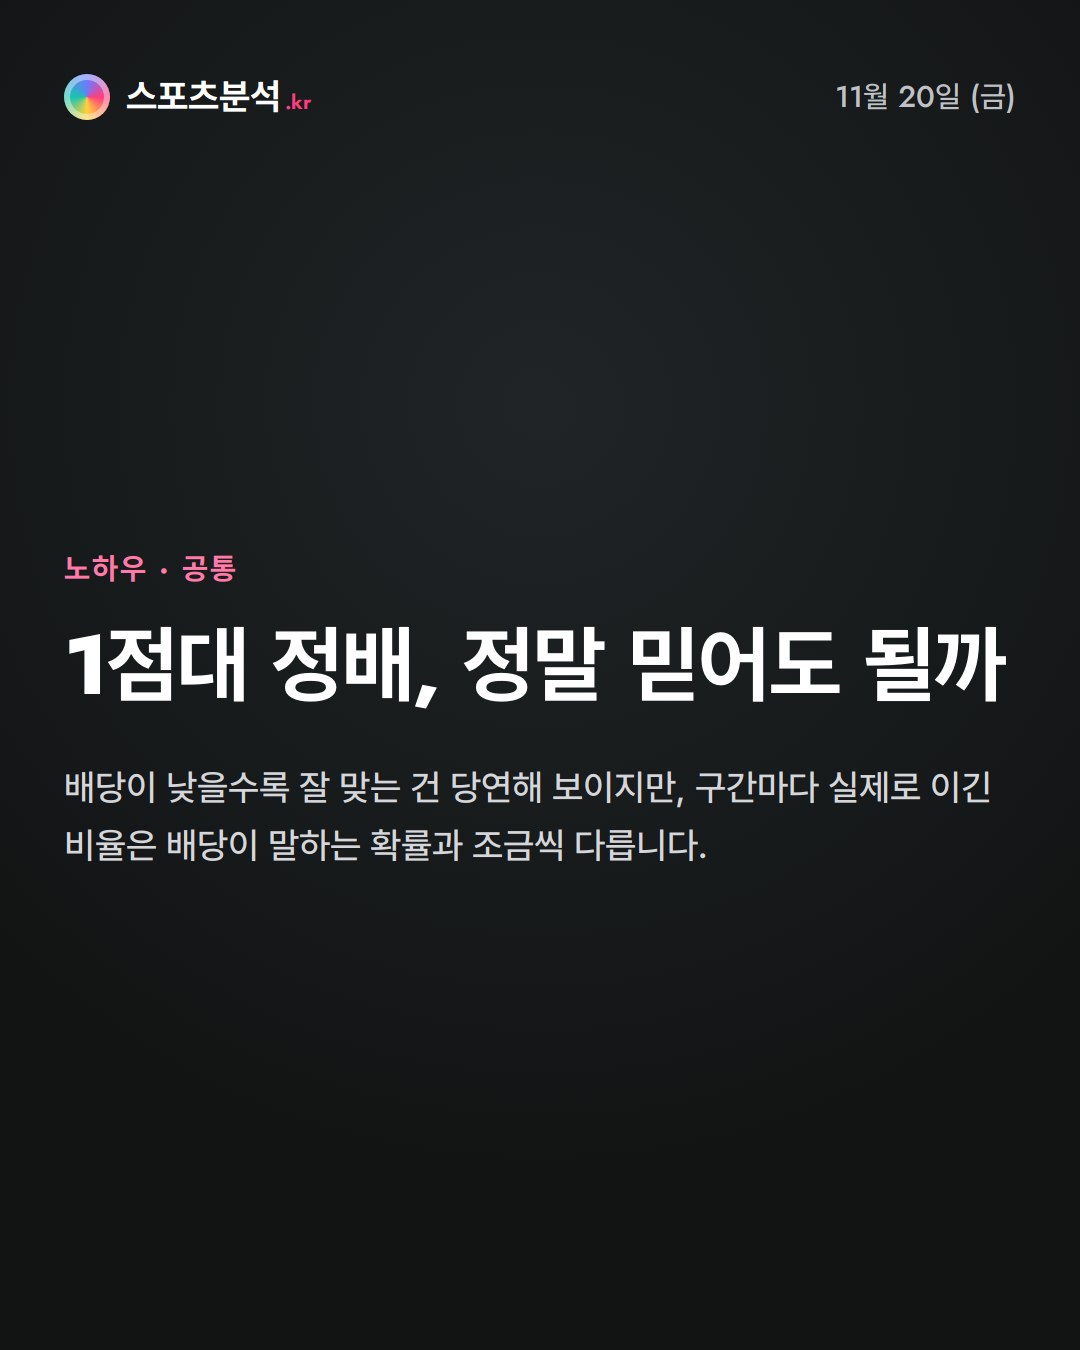 스포츠분석.kr
11월 20일 (금)
노하우 · 공통
1점대 정배, 정말 믿어도 될까
배당이 낮을수록 잘 맞는 건 당연해 보이지만, 구간마다 실제로 이긴
비율은 배당이 말하는 확률과 조금씩 다릅니다.